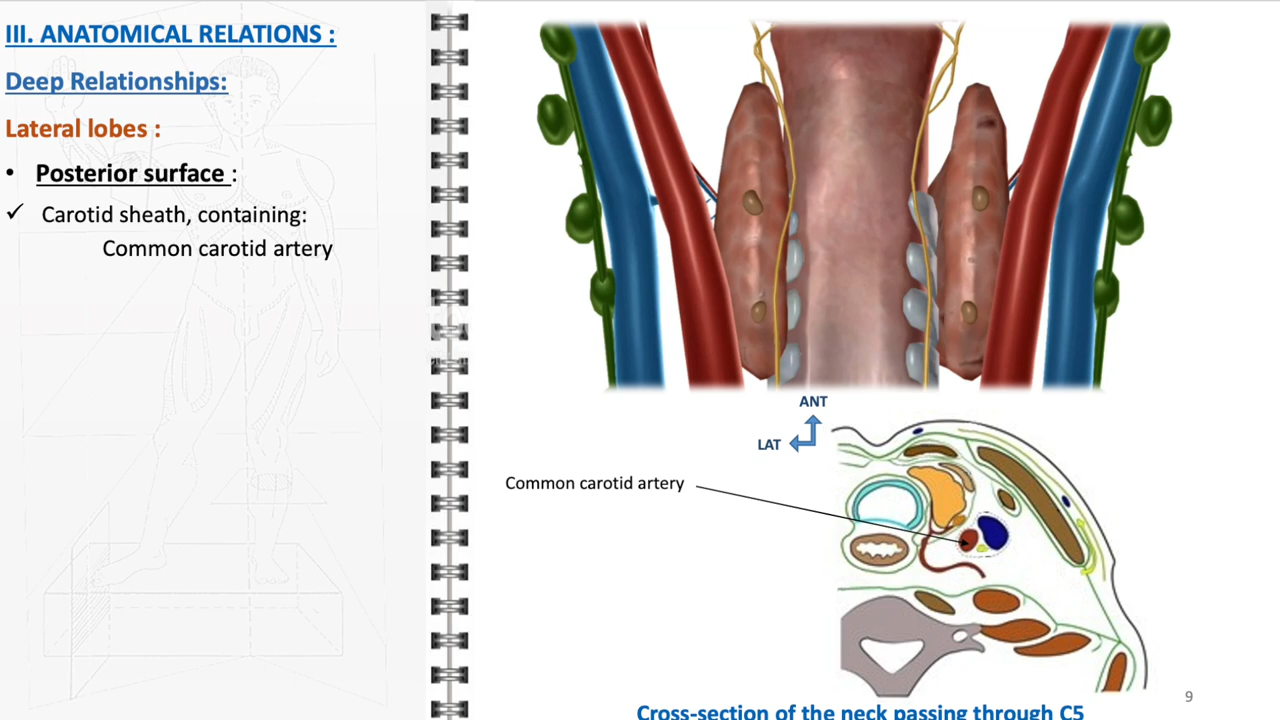 III. ANATOMICAL RELATIONS :
Deep Relationships:
Lateral lobes :
• Posterior surface :
✓ Carotid sheath, containing:
Common carotid artery
ANT
LAT
Common carotid artery
9
Cross-section of the neck passing through C5